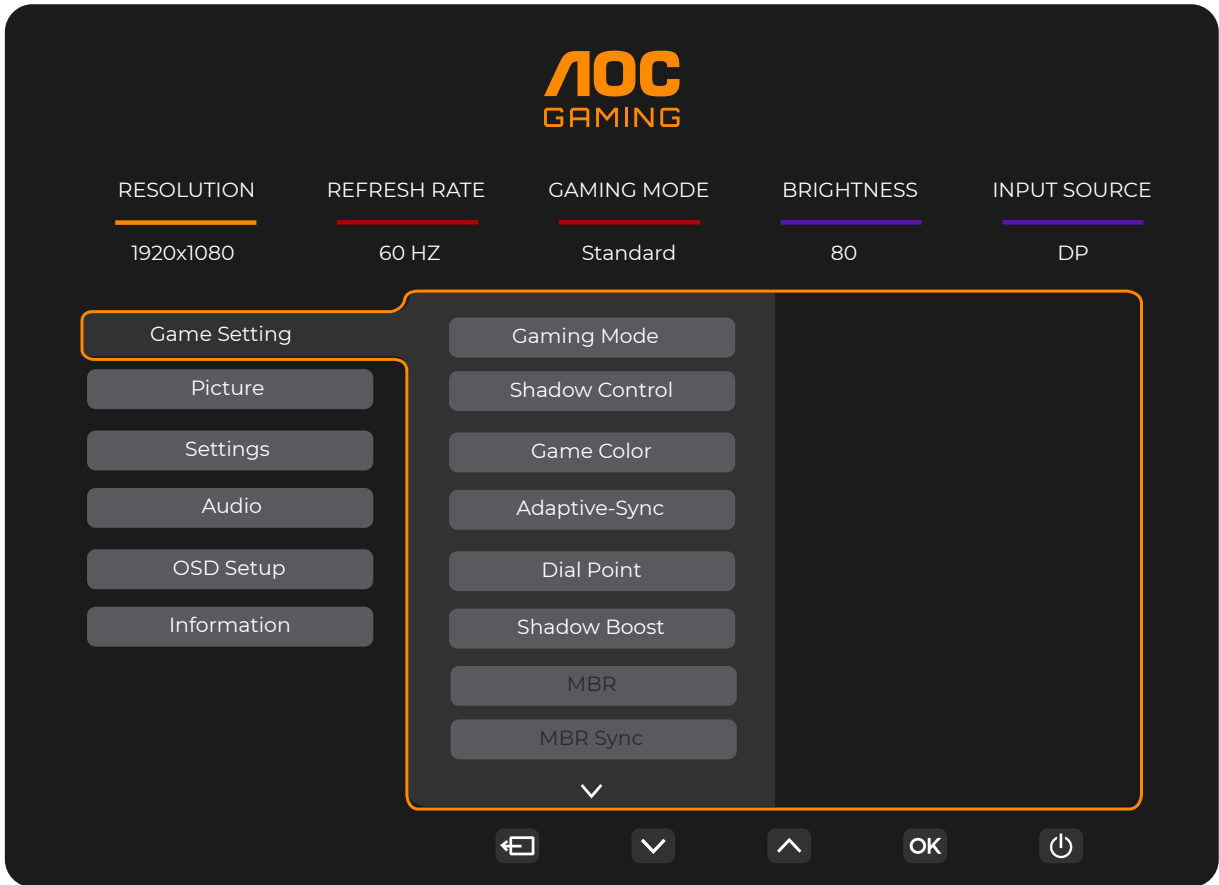 AOC
GAMING
RESOLUTION REFRESH RATE GAMING MODE BRIGHTNESS INPUT SOURCE
1920x1080 60 HZ Standard 80 DP
Game Setting
Picture
Settings
Audio
OSD Setup
Information
Gaming Mode
Shadow Control
Game Color
Adaptive-Sync
Dial Point
Shadow Boost
MBR
MBR Sync
OK